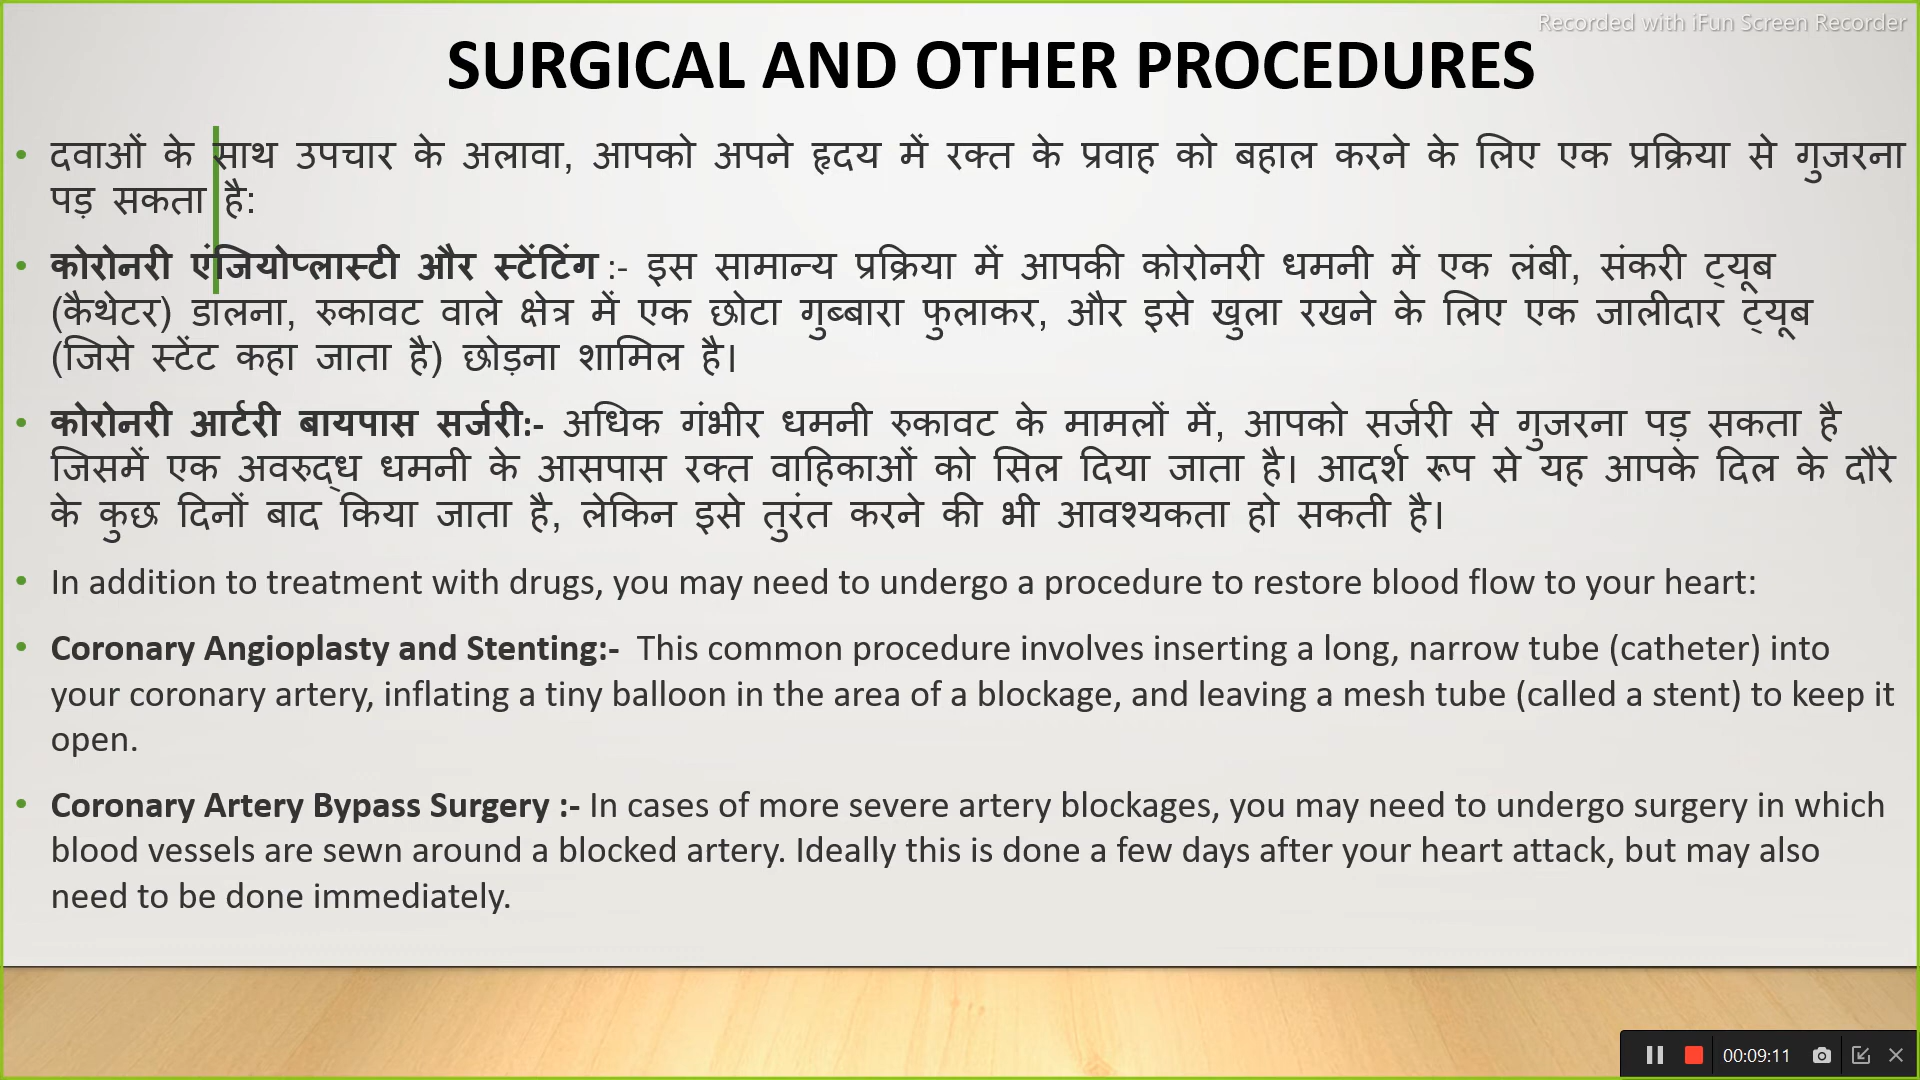 Recorded with iFun Screen Recorder
SURGICAL AND OTHER PROCEDURES
• दवाओं के साथ उपचार के अलावा, आपको अपने हृदय में रक्त के प्रवाह को बहाल करने के लिए एक प्रक्रिया से गुजरना
पड़ सकता है:
• कोरोनरी एंजियोप्लास्टी और स्टेंटिंग :- इस सामान्य प्रक्रिया में आपकी कोरोनरी धमनी में एक लंबी, संकरी ट्यूब
(कैथेटर) डालना, रुकावट वाले क्षेत्र में एक छोटा गुब्बारा फुलाकर, और इसे खुला रखने के लिए एक जालीदार ट्यूब
(जिसे स्टेंट कहा जाता है) छोड़ना शामिल है।
• कोरोनरी आर्टरी बायपास सर्जरी:- अधिक गंभीर धमनी रुकावट के मामलों में, आपको सर्जरी से गुजरना पड़ सकता है
जिसमें एक अवरुद्ध धमनी के आसपास रक्त वाहिकाओं को सिल दिया जाता है। आदर्श रूप से यह आपके दिल के दौरे
के कुछ दिनों बाद किया जाता है, लेकिन इसे तुरंत करने की भी आवश्यकता हो सकती है।
• In addition to treatment with drugs, you may need to undergo a procedure to restore blood flow to your heart:
• Coronary Angioplasty and Stenting:- This common procedure involves inserting a long, narrow tube (catheter) into
your coronary artery, inflating a tiny balloon in the area of a blockage, and leaving a mesh tube (called a stent) to keep it
open.
• Coronary Artery Bypass Surgery :- In cases of more severe artery blockages, you may need to undergo surgery in which
blood vessels are sewn around a blocked artery. Ideally this is done a few days after your heart attack, but may also
need to be done immediately.
00:09:11